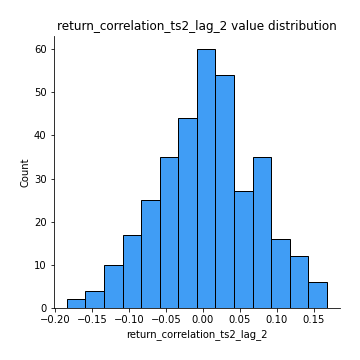 return_correlation_ts2_lag_2 value distribution
60
50
40
30
20
10
0
Count
−0.20 −0.15 −0.10 −0.05 0.00 0.05 0.10 0.15
return_correlation_ts2_lag_2